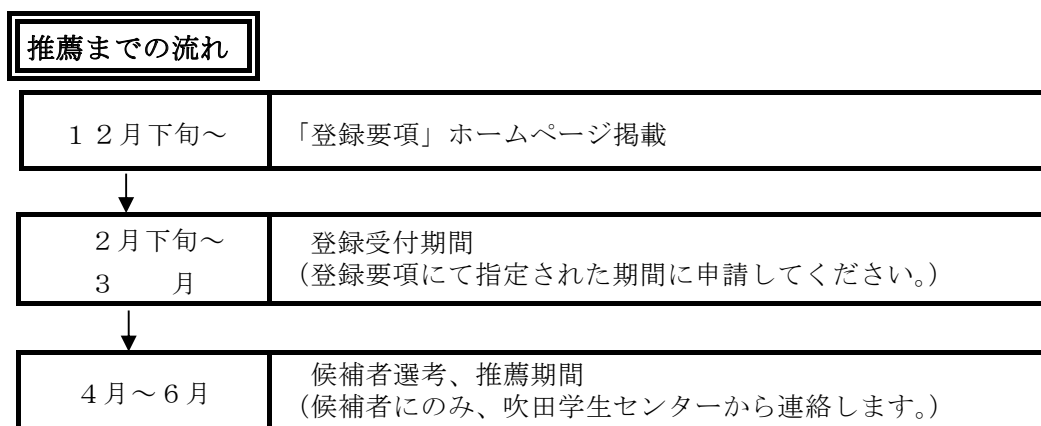 推薦までの流れ
１２月下旬～
「登録要項」ホームページ掲載
２月下旬～
３　　月
登録受付期間
（登録要項にて指定された期間に申請してください。）
４月～６月
候補者選考、推薦期間
（候補者にのみ、吹田学生センターから連絡します。）